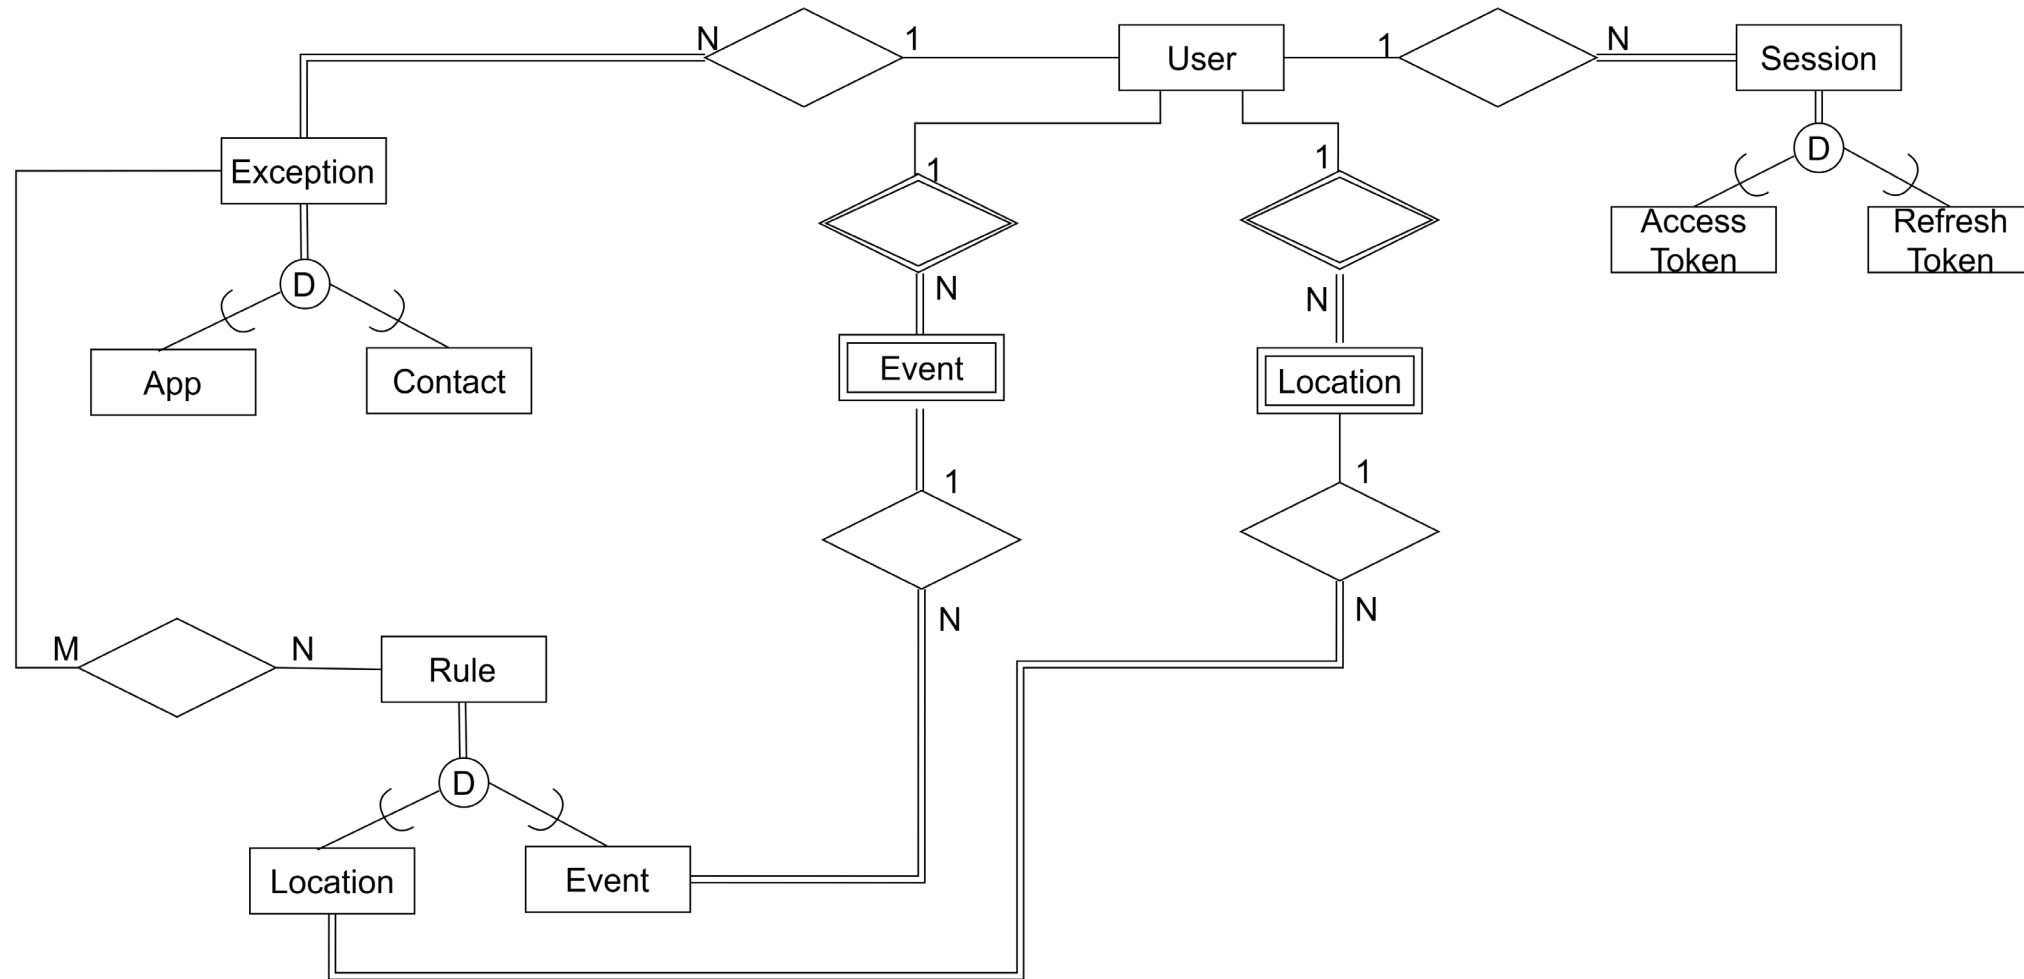 N
1
User
1
N
Session
Exception
1
1
D
Access
Token
Refresh
Token
D
N
N
App
Contact
Event
Location
1
1
M
N
Rule
N
N
D
Location
Event